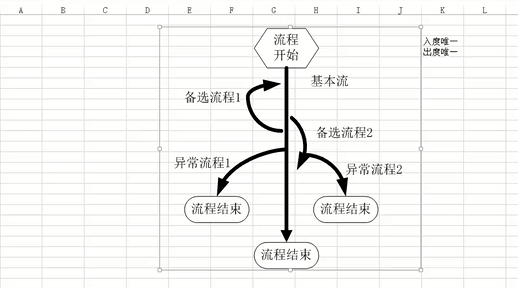 A B C D E F G H I J K L
流程
开始
入度唯一
出度唯一
基本流
备选流程1
备选流程2
异常流程1
异常流程2
流程结束
流程结束
流程结束